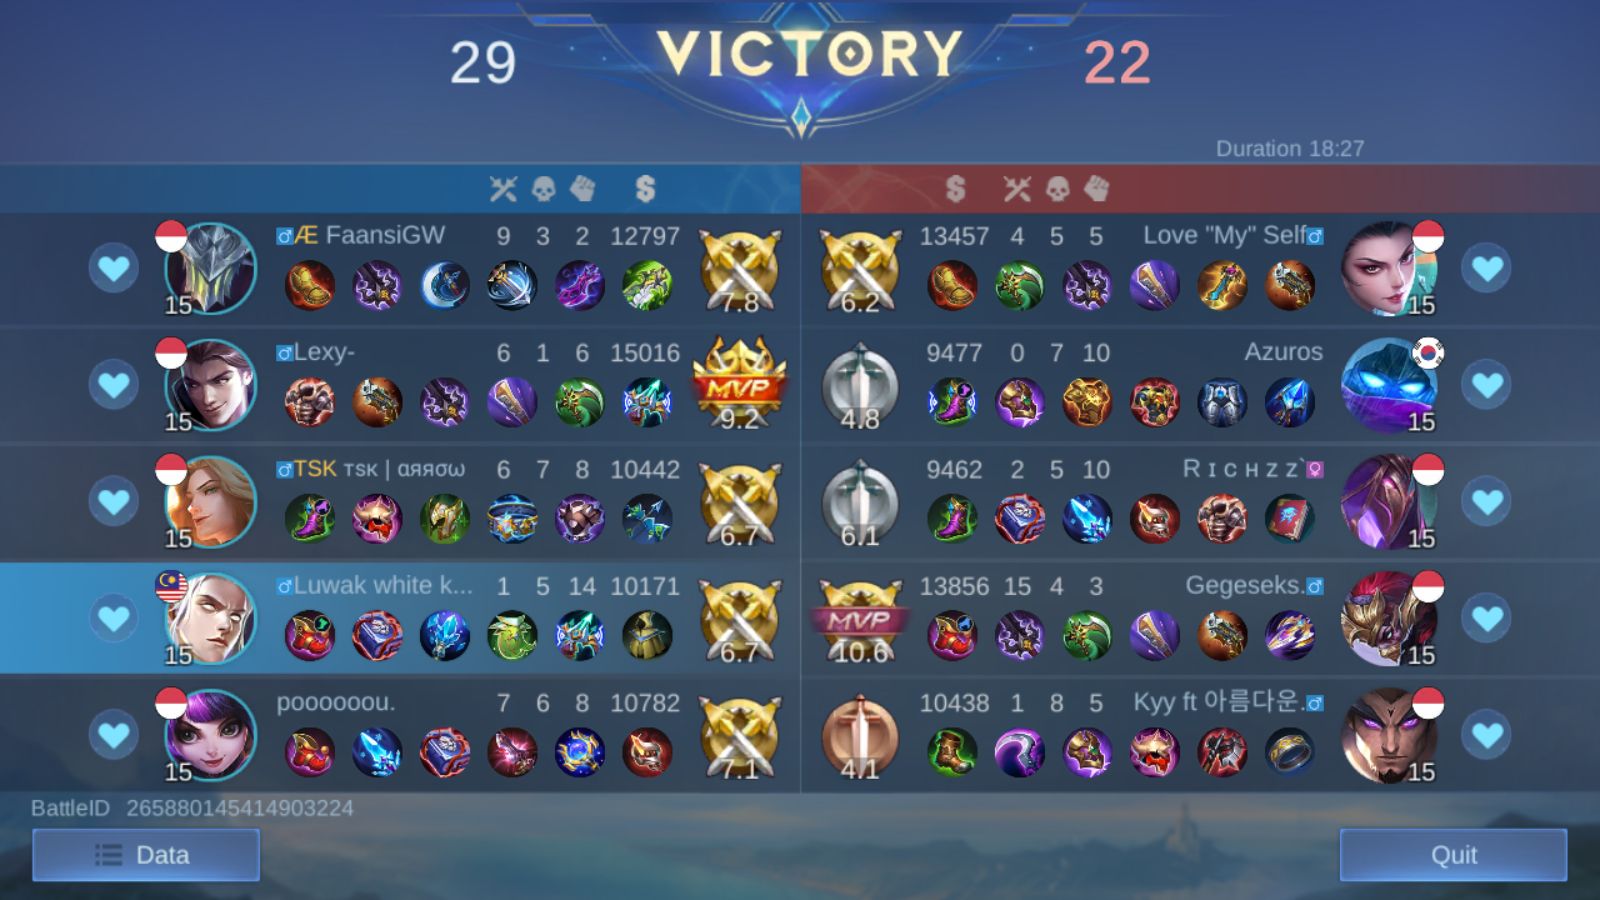 29 VICTORY 22
Duration 18:27
Æ FaansiGW 9 3 2 12797
15 7.8
13457 4 5 5 Love "My" Self
6.2 15
Lexy- 6 1 6 15016
15 MVP 9.2
9477 0 7 10 Azuros
4.8 15
TSK тsк | αяяσω 6 7 8 10442
15 6.7
9462 2 5 10 R ɪ ᴄ ʜ ᴢ ᴢ`
6.1 15
Luwak white k... 1 5 14 10171
15 6.7
13856 15 4 3 Gegeseks.
MVP 10.6 15
pooooooou. 7 6 8 10782
15 7.1
10438 1 8 5 Kyy ft 아름다운.
4.1 15
BattleID 265880145414903224
Data
Quit